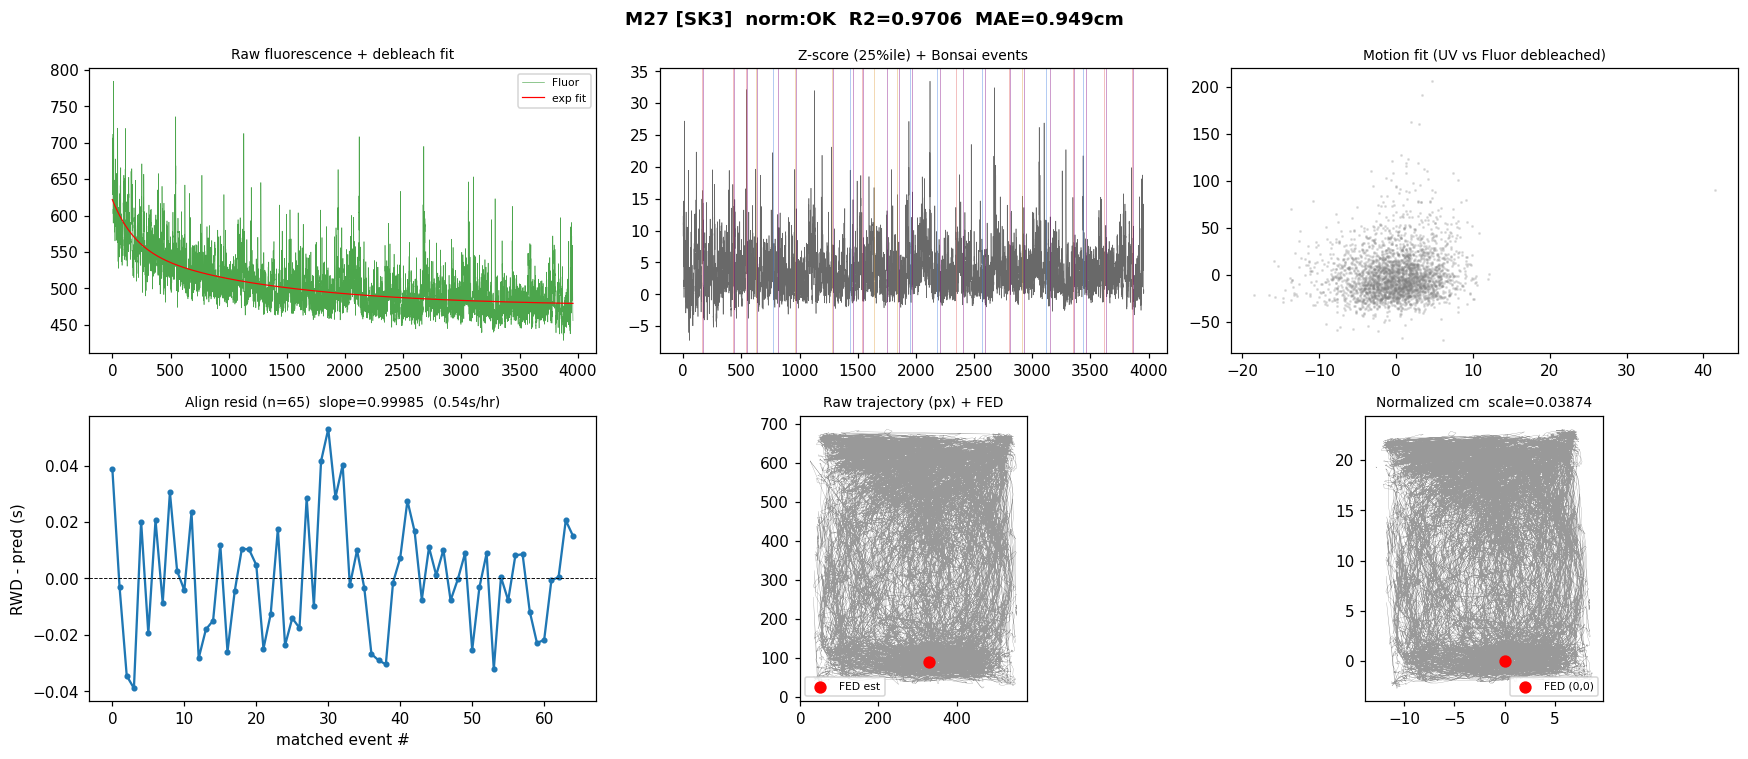 M27 [SK3]  norm:OK  R2=0.9706  MAE=0.949cm
Raw fluorescence + debleach fit
800
750
700
650
600
550
500
450
0 500 1000 1500 2000 2500 3000 3500 4000
Fluor
exp fit
Z-score (25%ile) + Bonsai events
35
30
25
20
15
10
5
0
−5
0 500 1000 1500 2000 2500 3000 3500 4000
Motion fit (UV vs Fluor debleached)
200
150
100
50
0
−50
−20 −10 0 10 20 30 40
Align resid (n=65)  slope=0.99985  (0.54s/hr)
RWD - pred (s)
0.04
0.02
0.00
−0.02
−0.04
0 10 20 30 40 50 60
matched event #
Raw trajectory (px) + FED
700
600
500
400
300
200
100
0
0 200 400
FED est
Normalized cm  scale=0.03874
20
15
10
5
0
−10 −5 0 5
FED (0,0)